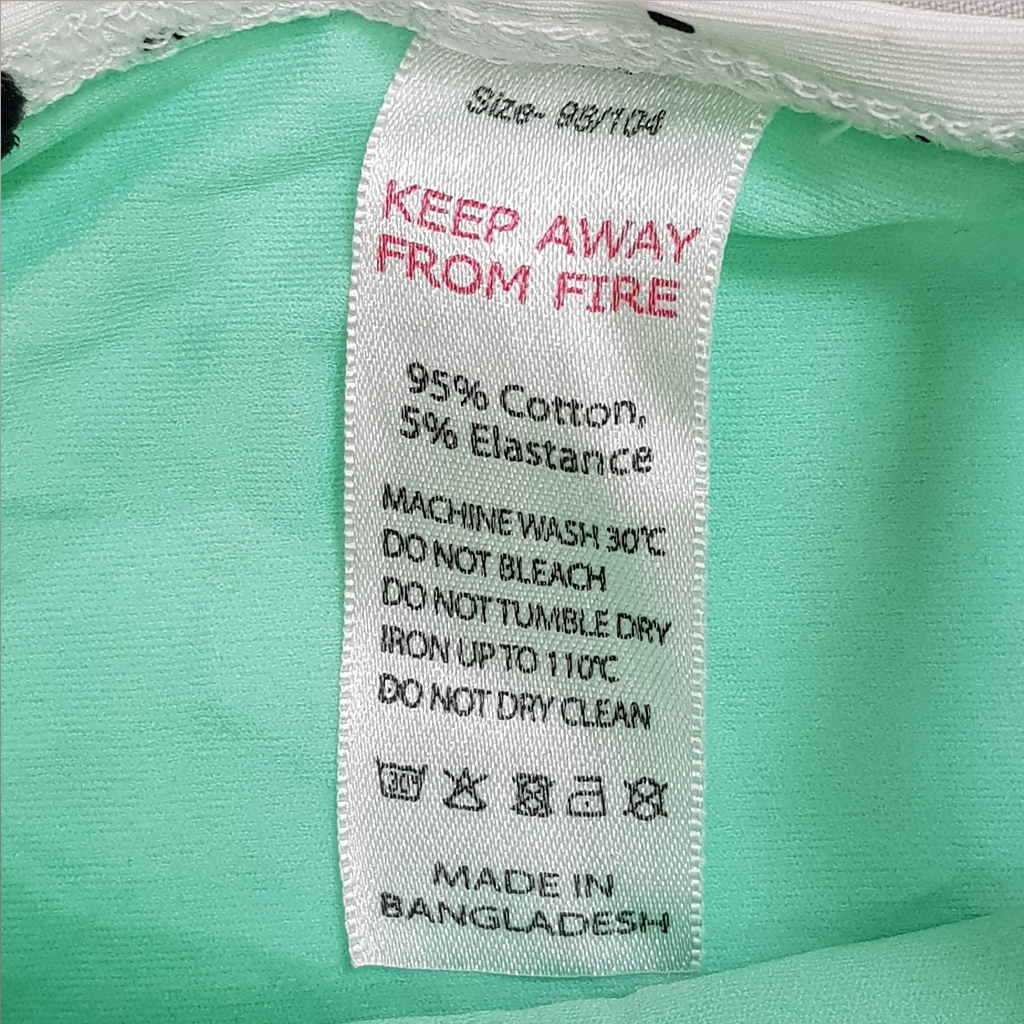 Size- 98/104
KEEP AWAY
FROM FIRE
95% Cotton,
5% Elastance
MACHINE WASH 30°C
DO NOT BLEACH
DO NOT TUMBLE DRY
IRON UP TO 110°C
DO NOT DRY CLEAN
30°
MADE IN
BANGLADESH